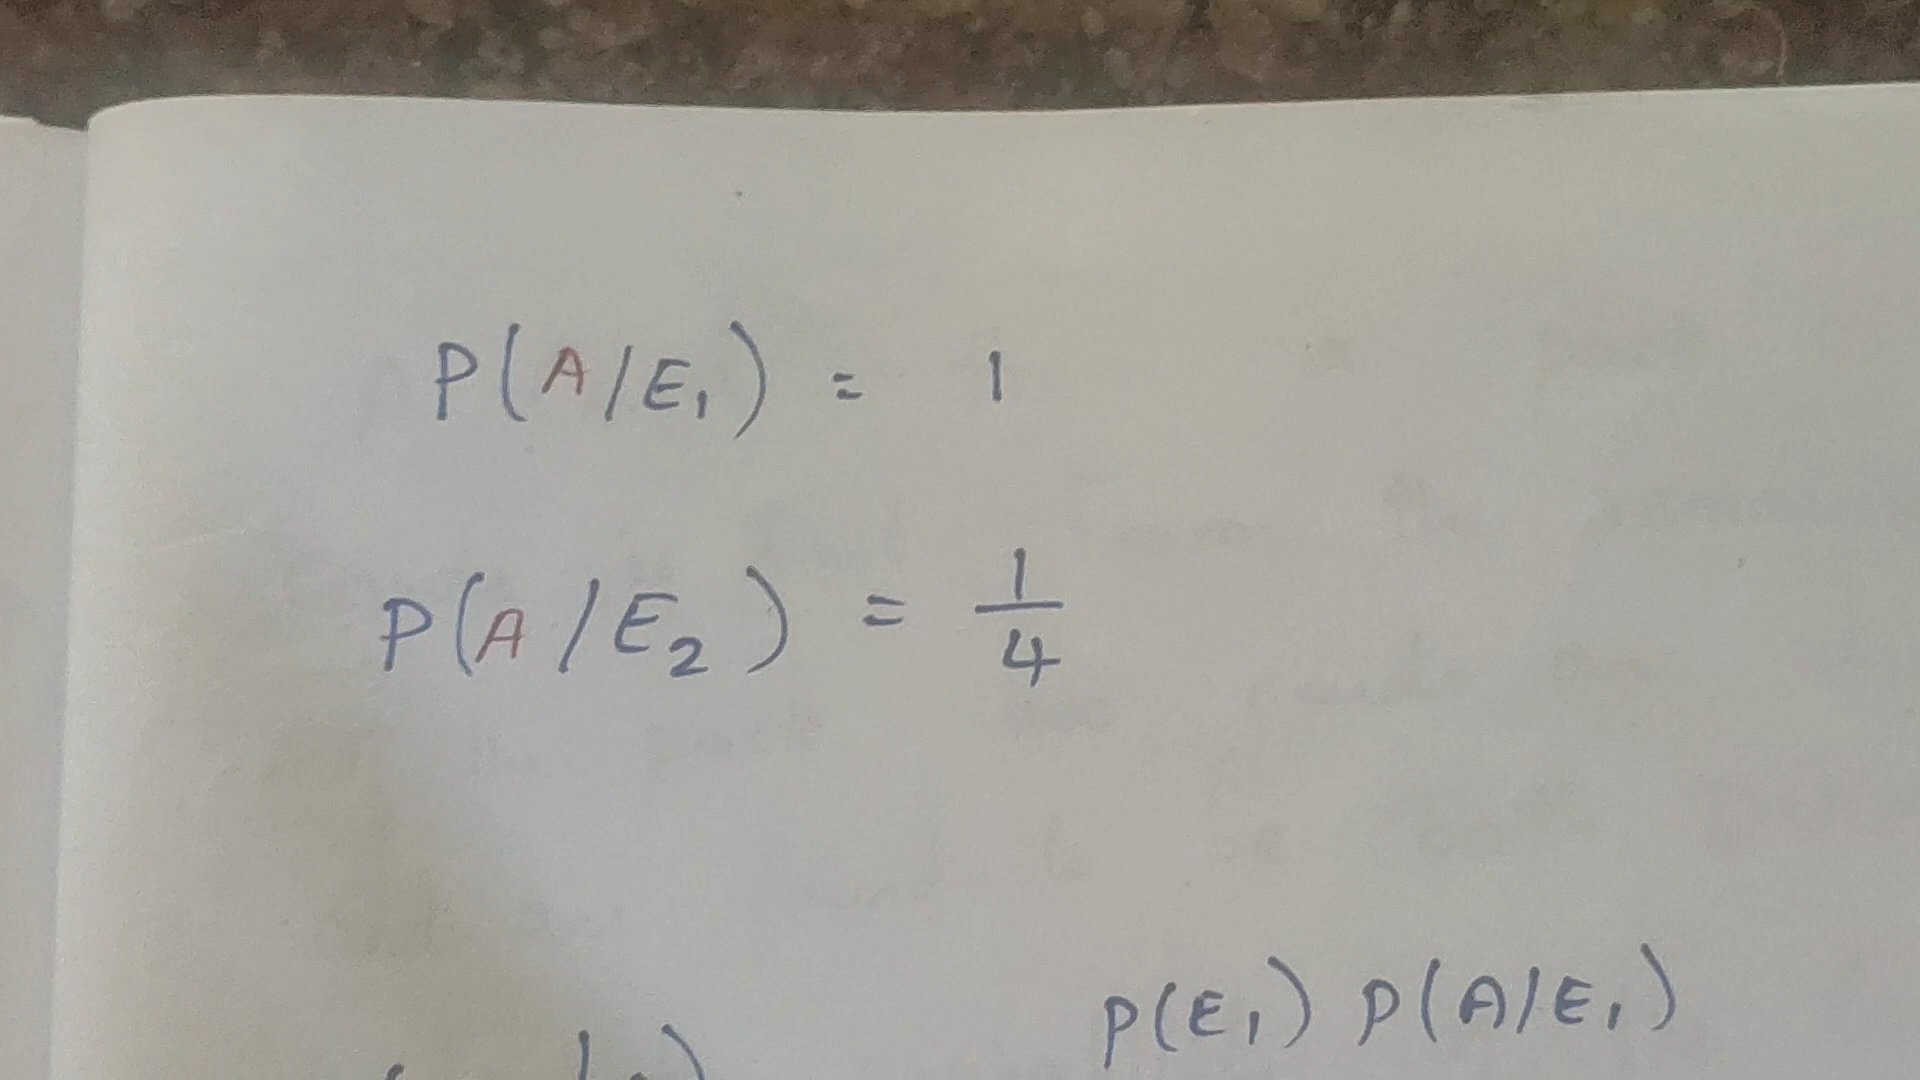 P(A/E₁) = 1
P(A/E₂) = 1/4
P(E₁) P(A/E₁)